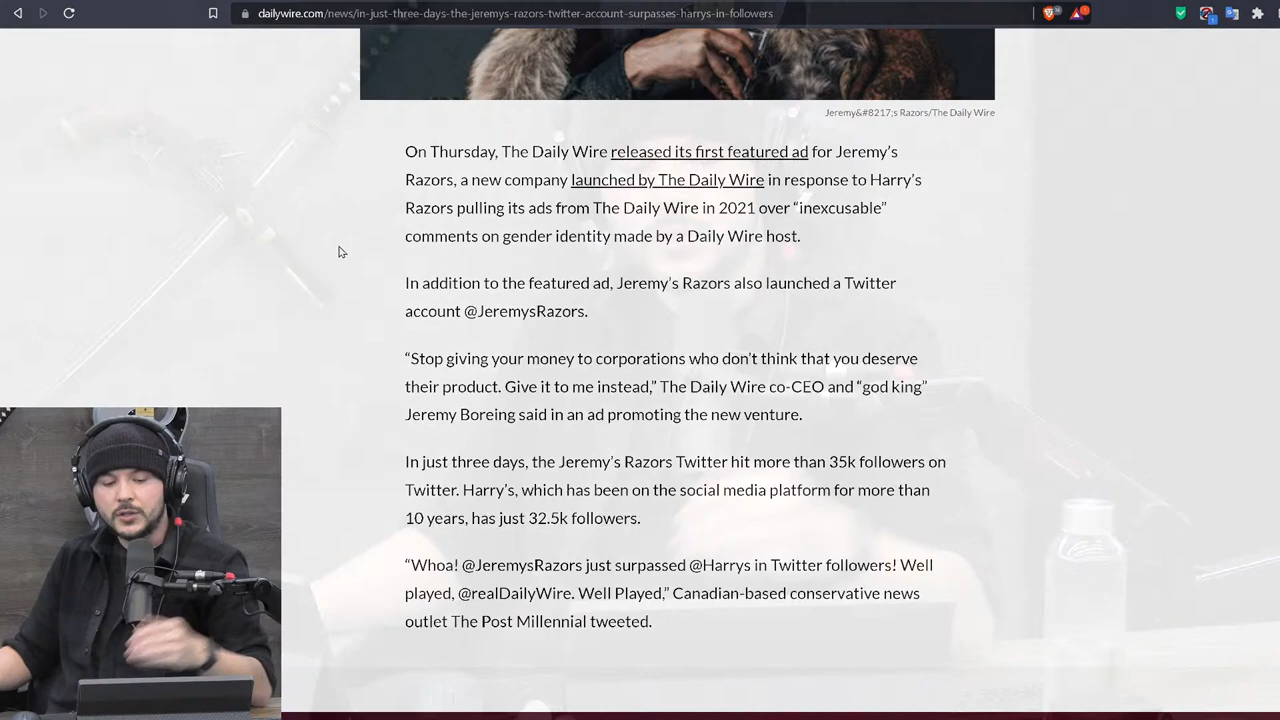 dailywire.com/news/in-just-three-days-the-jeremys-razors-twitter-account-surpasses-harrys-in-followers
Jeremy&#8217;s Razors/The Daily Wire
On Thursday, The Daily Wire released its first featured ad for Jeremy’s
Razors, a new company launched by The Daily Wire in response to Harry’s
Razors pulling its ads from The Daily Wire in 2021 over “inexcusable”
comments on gender identity made by a Daily Wire host.
In addition to the featured ad, Jeremy’s Razors also launched a Twitter
account @JeremysRazors.
“Stop giving your money to corporations who don’t think that you deserve
their product. Give it to me instead,” The Daily Wire co-CEO and “god king”
Jeremy Boreing said in an ad promoting the new venture.
In just three days, the Jeremy’s Razors Twitter hit more than 35k followers on
Twitter. Harry’s, which has been on the social media platform for more than
10 years, has just 32.5k followers.
“Whoa! @JeremysRazors just surpassed @Harrys in Twitter followers! Well
played, @realDailyWire. Well Played,” Canadian-based conservative news
outlet The Post Millennial tweeted.